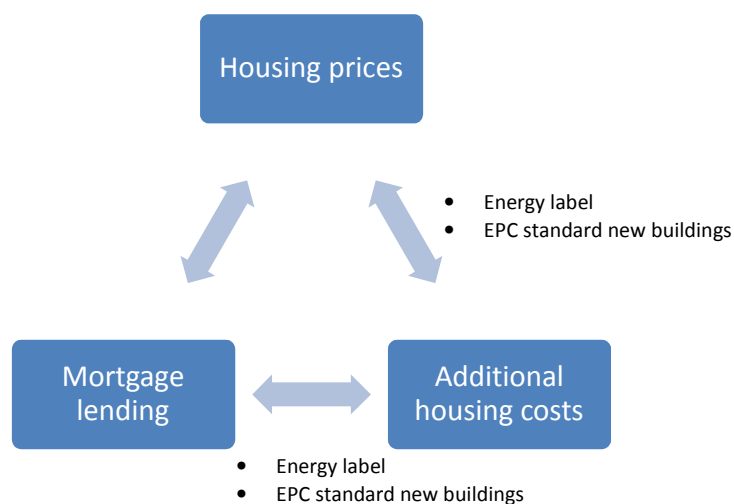 Housing prices
• Energy label
• EPC standard new buildings
Mortgage
lending
Additional
housing costs
• Energy label
• EPC standard new buildings